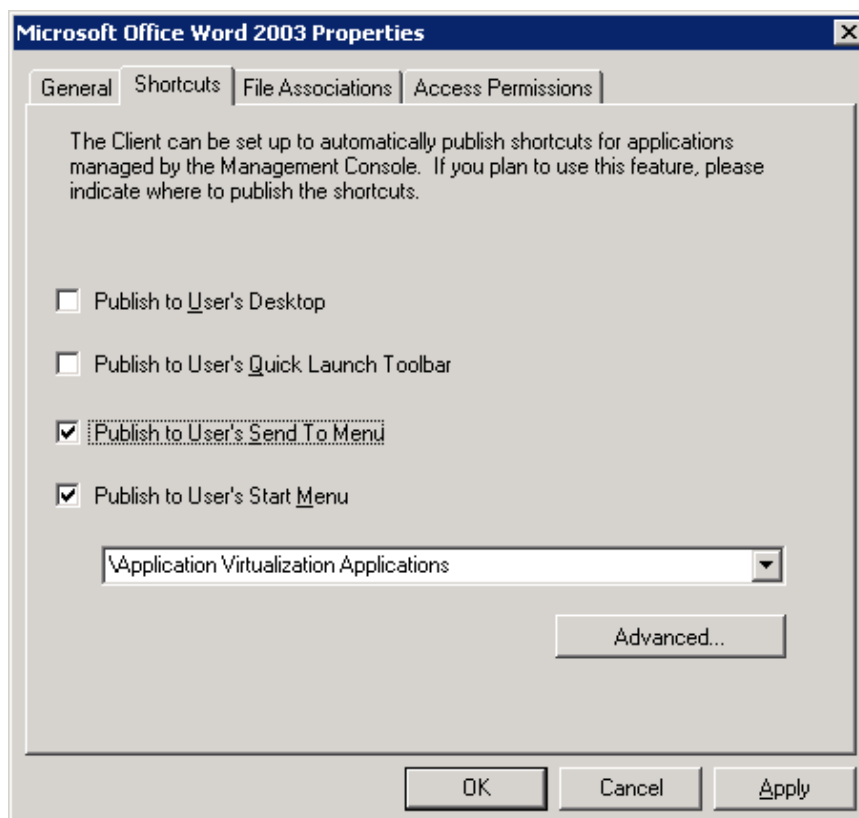 Microsoft Office Word 2003 Properties
General Shortcuts File Associations Access Permissions
The Client can be set up to automatically publish shortcuts for applications
managed by the Management Console. If you plan to use this feature, please
indicate where to publish the shortcuts.
Publish to User's Desktop
Publish to User's Quick Launch Toolbar
Publish to User's Send To Menu
Publish to User's Start Menu
\Application Virtualization Applications
Advanced...
OK Cancel Apply